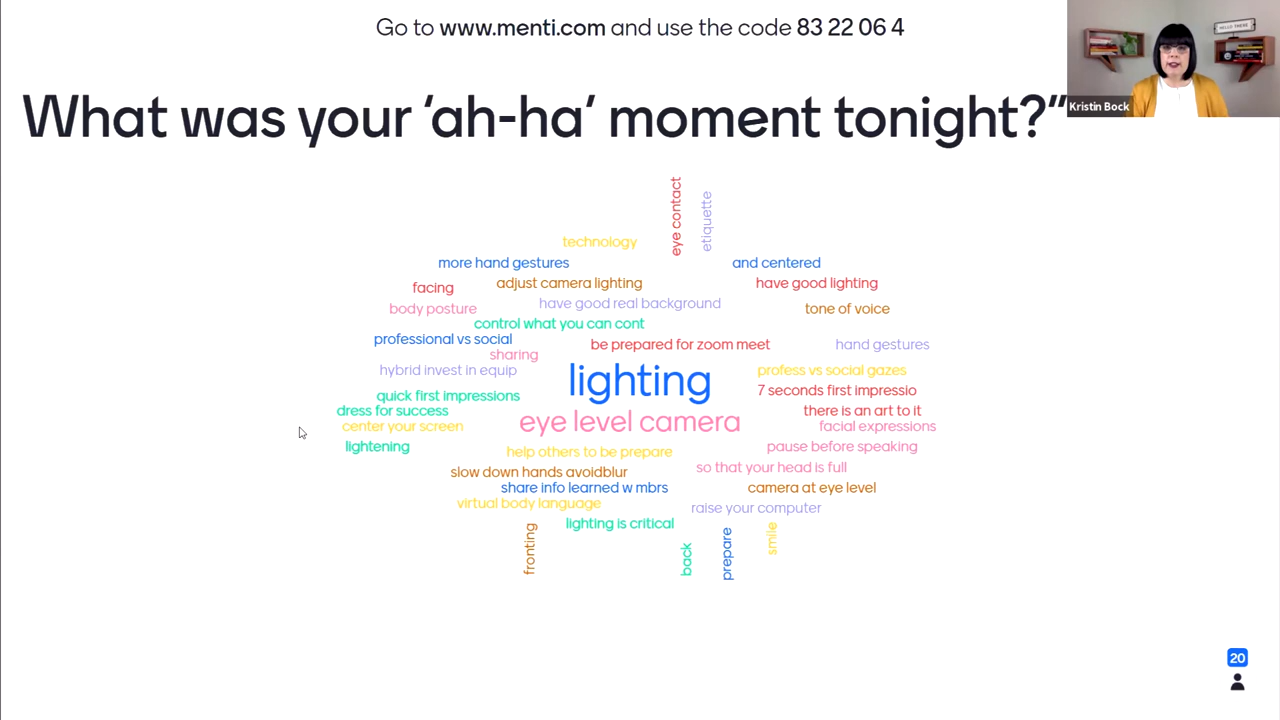 Go to www.menti.com and use the code 83 22 06 4
HELLO THERE
Kristin Bock
What was your ‘ah-ha’ moment tonight?”
eye contact
etiquette
technology
more hand gestures
and centered
adjust camera lighting
have good lighting
facing
have good real background
body posture
tone of voice
control what you can cont
professional vs social
be prepared for zoom meet
hand gestures
sharing
hybrid invest in equip
lighting
profess vs social gazes
quick first impressions
7 seconds first impressio
dress for success
there is an art to it
center your screen
eye level camera
facial expressions
lightening
pause before speaking
help others to be prepare
so that your head is full
slow down hands avoidblur
share info learned w mbrs
camera at eye level
virtual body language
raise your computer
lighting is critical
fronting
back
prepare
smile
20